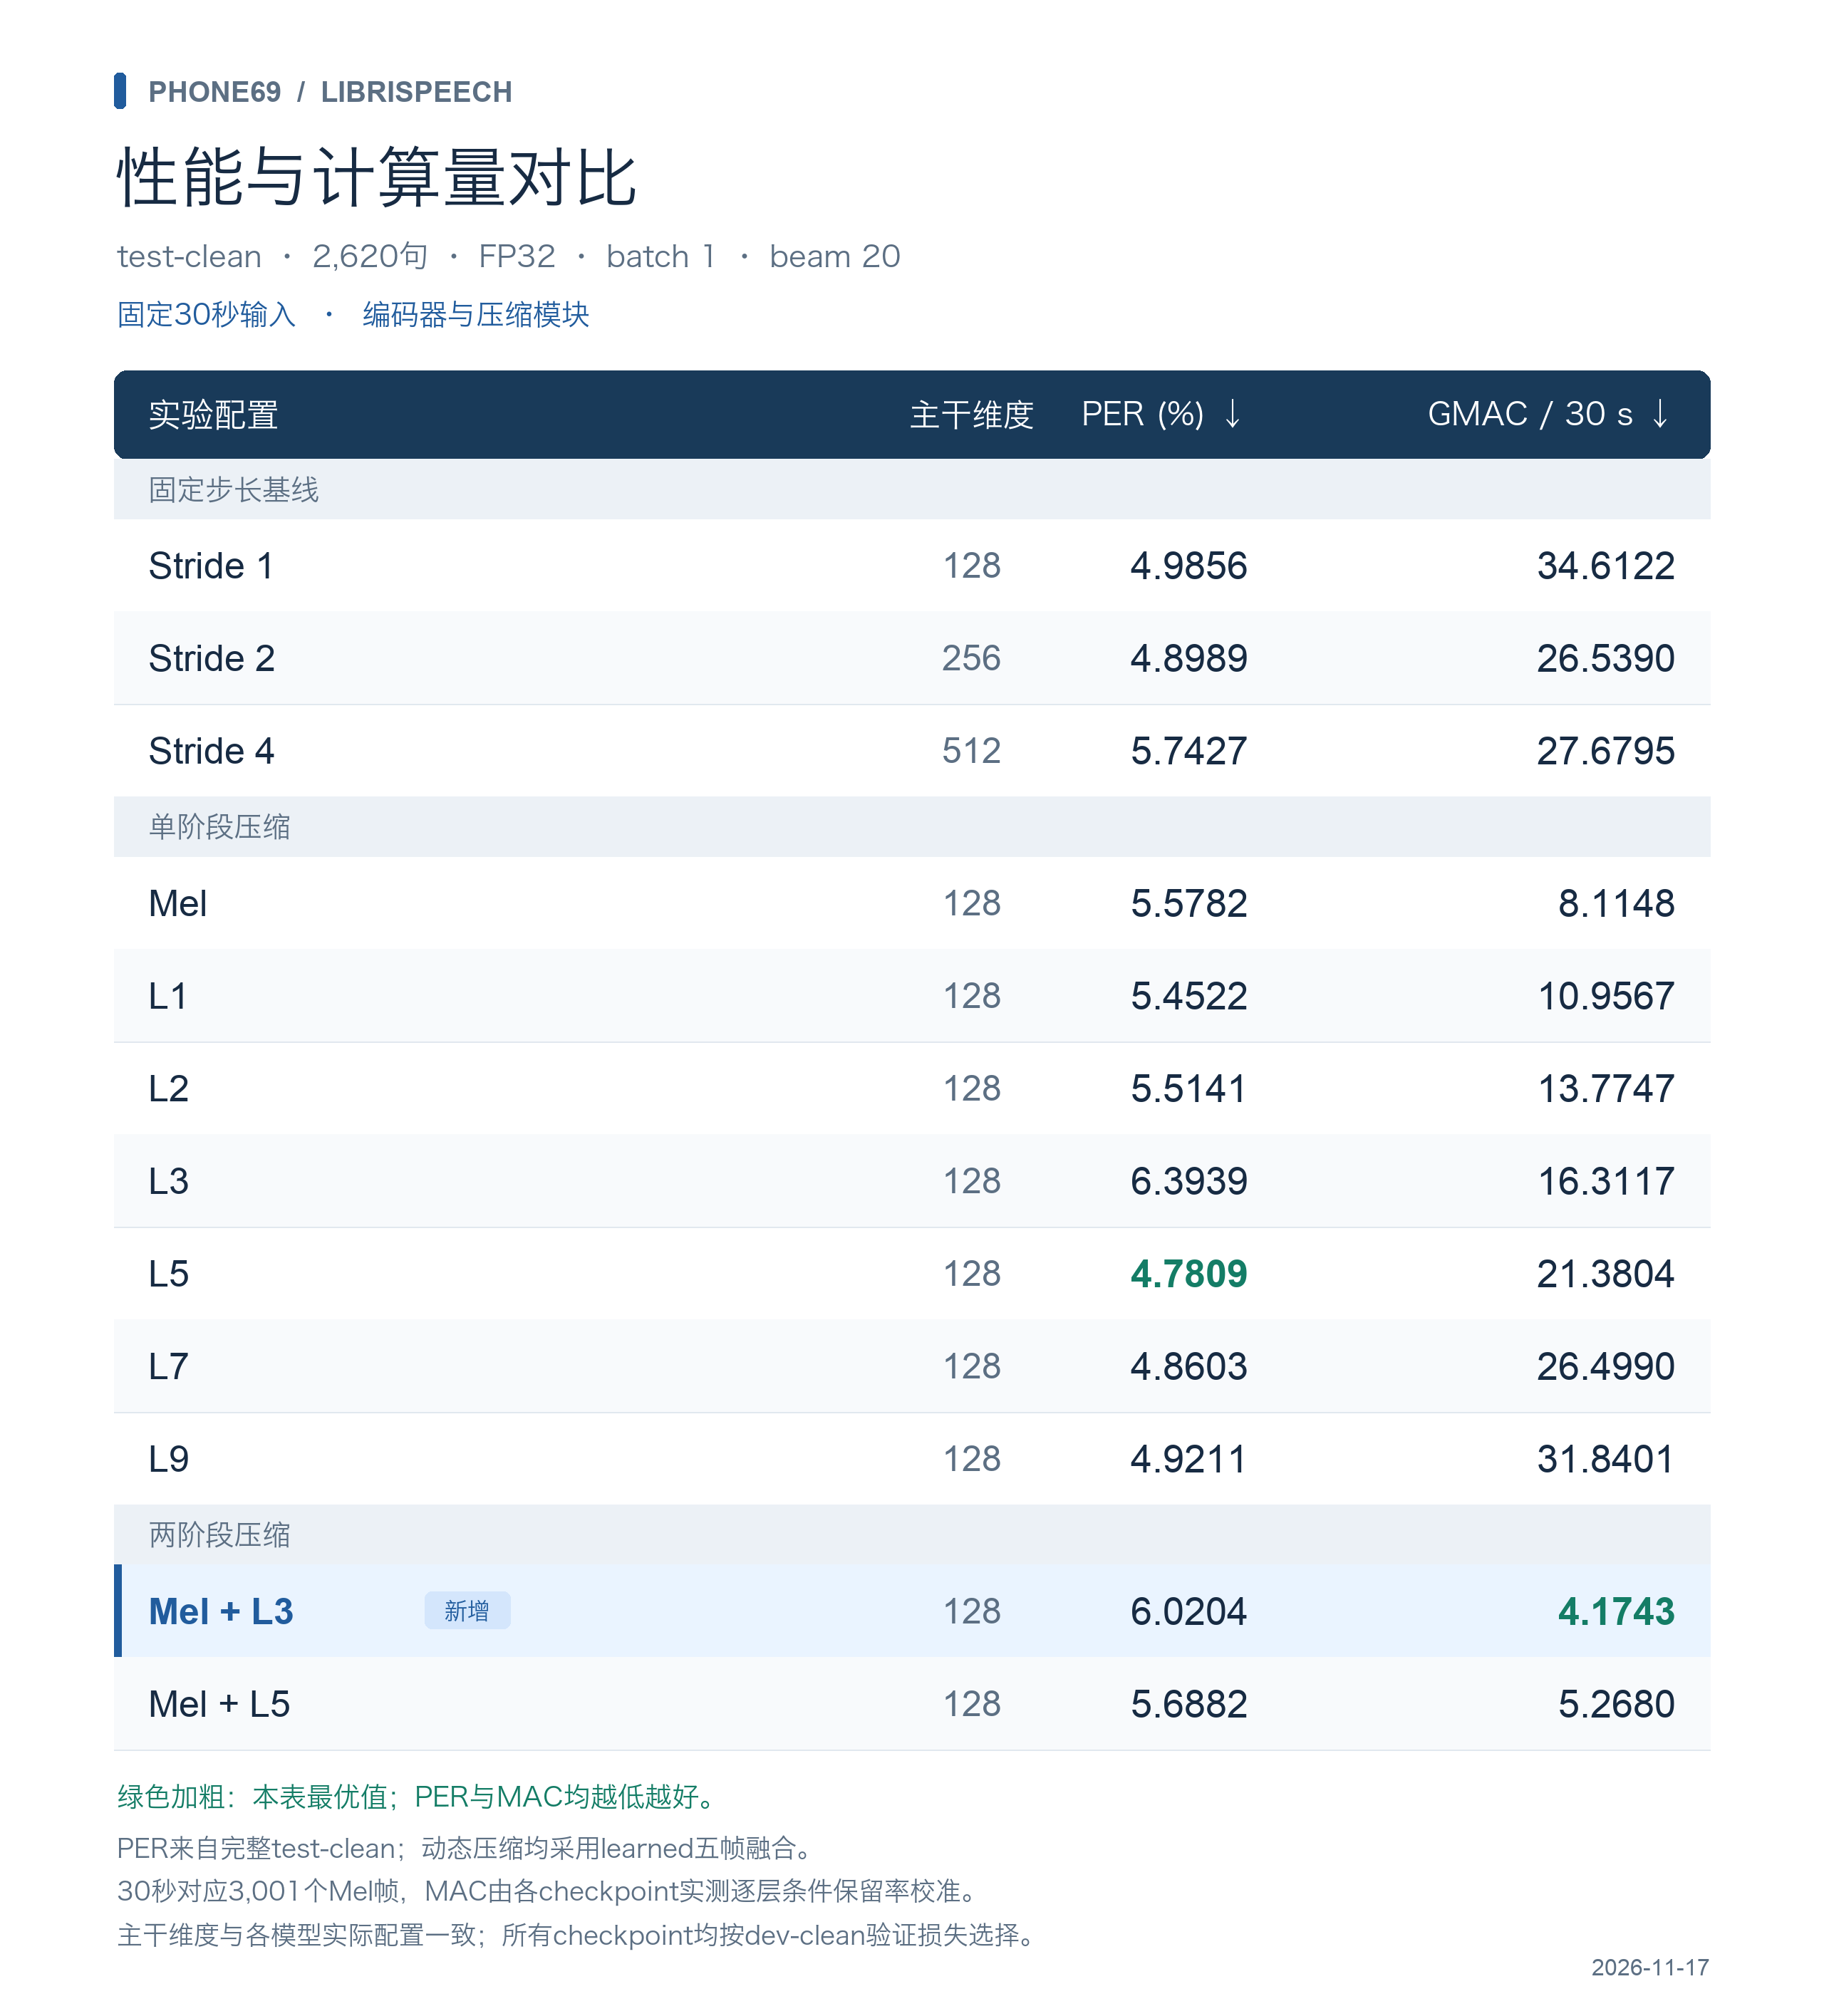 PHONE69 / LIBRISPEECH
性能与计算量对比
test-clean · 2,620句 · FP32 · batch 1 · beam 20
固定30秒输入 · 编码器与压缩模块
实验配置 主干维度 PER (%) ↓ GMAC / 30 s ↓
固定步长基线
Stride 1 128 4.9856 34.6122
Stride 2 256 4.8989 26.5390
Stride 4 512 5.7427 27.6795
单阶段压缩
Mel 128 5.5782 8.1148
L1 128 5.4522 10.9567
L2 128 5.5141 13.7747
L3 128 6.3939 16.3117
L5 128 4.7809 21.3804
L7 128 4.8603 26.4990
L9 128 4.9211 31.8401
两阶段压缩
Mel + L3 新增 128 6.0204 4.1743
Mel + L5 128 5.6882 5.2680
绿色加粗：本表最优值；PER与MAC均越低越好。
PER来自完整test-clean；动态压缩均采用learned五帧融合。
30秒对应3,001个Mel帧，MAC由各checkpoint实测逐层条件保留率校准。
主干维度与各模型实际配置一致；所有checkpoint均按dev-clean验证损失选择。
2026-11-17